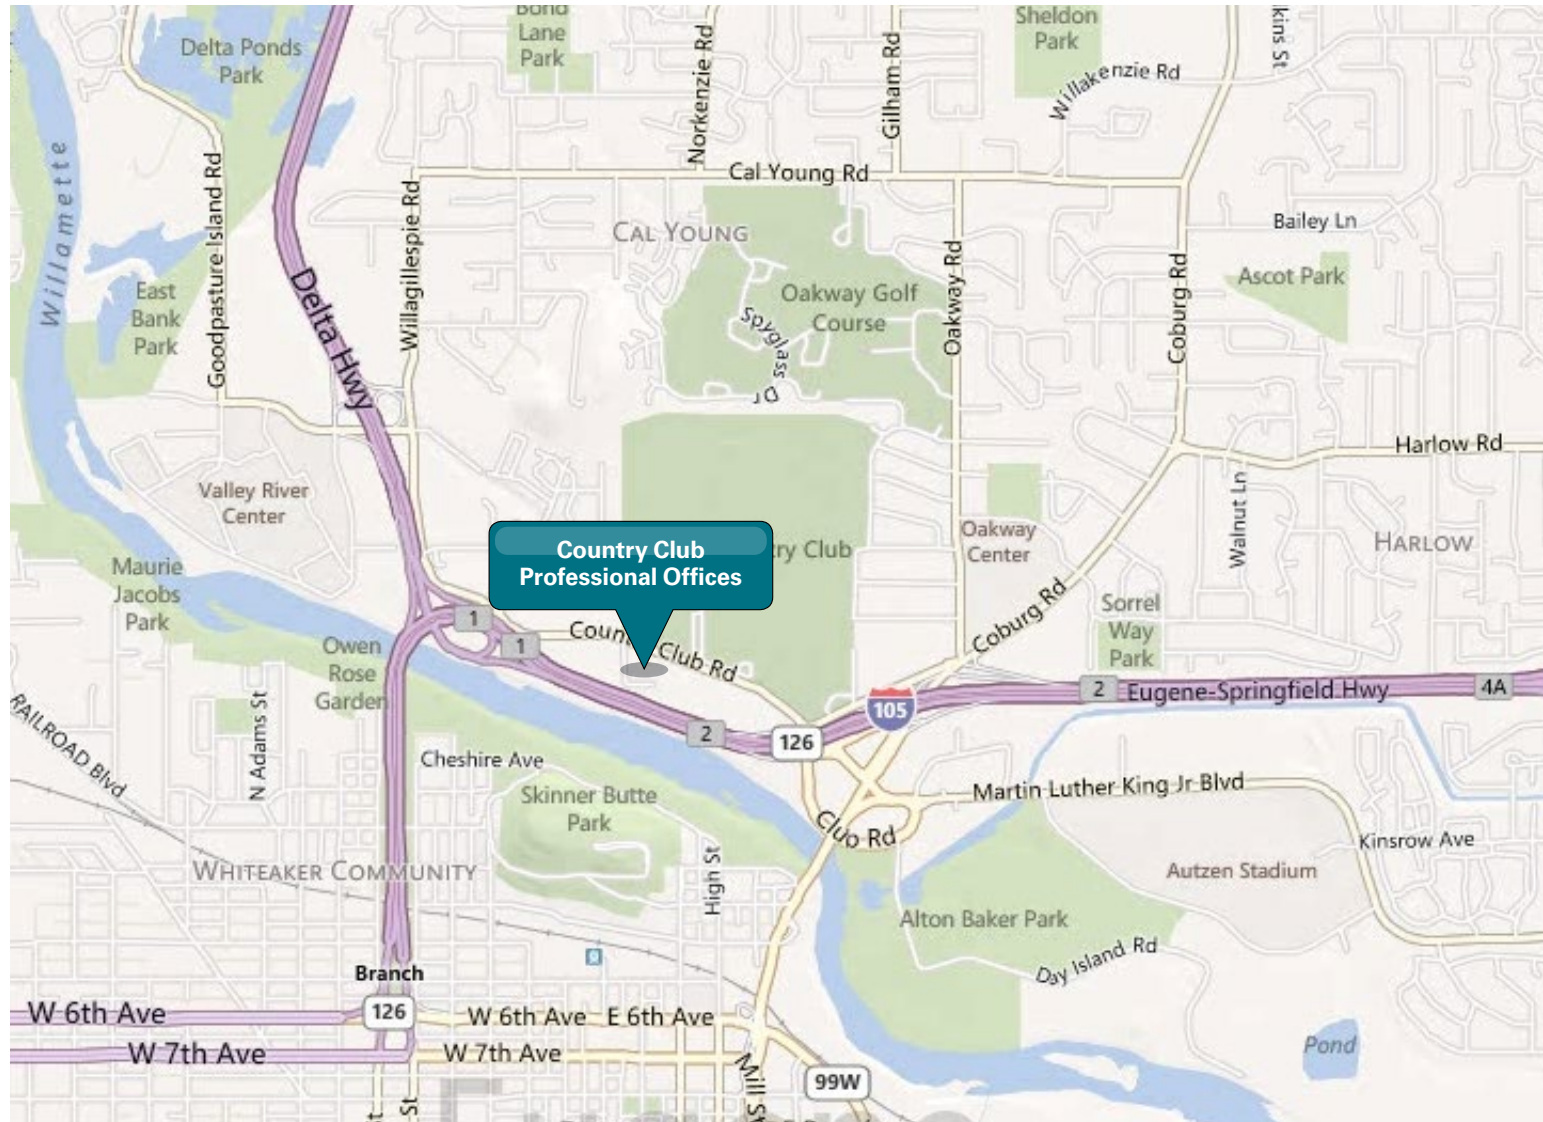 Bond
Lane
Park
Sheldon
Park
kins St
Delta Ponds
Park
Norkenzie Rd
Gilham Rd
Willakenzie Rd
Cal Young Rd
Willamette
Goodpasture Island Rd
Willagillespie Rd
CAL YOUNG
Oakway Rd
Bailey Ln
Coburg Rd
Ascot Park
East
Bank
Park
Delta Hwy
Oakway Golf
Course
Spyglass Dr
Harlow Rd
Valley River
Center
Walnut Ln
Oakway
Center
HARLOW
Country Club
Professional Offices
try Club
Maurie
Jacobs
Park
Coburg Rd
Sorrel
Way
Park
1
1
Coun
Club Rd
Owen
Rose
Garden
2
Eugene-Springfield Hwy
4A
105
2
126
RAILROAD Blvd
N Adams St
Cheshire Ave
Skinner Butte
Park
Martin Luther King Jr Blvd
Club Rd
Kinsrow Ave
WHITEAKER COMMUNITY
High St
Autzen Stadium
Alton Baker Park
Day Island Rd
Branch
126
W 6th Ave
W 6th Ave
E 6th Ave
W 7th Ave
W 7th Ave
Mill St
99W
Pond
St